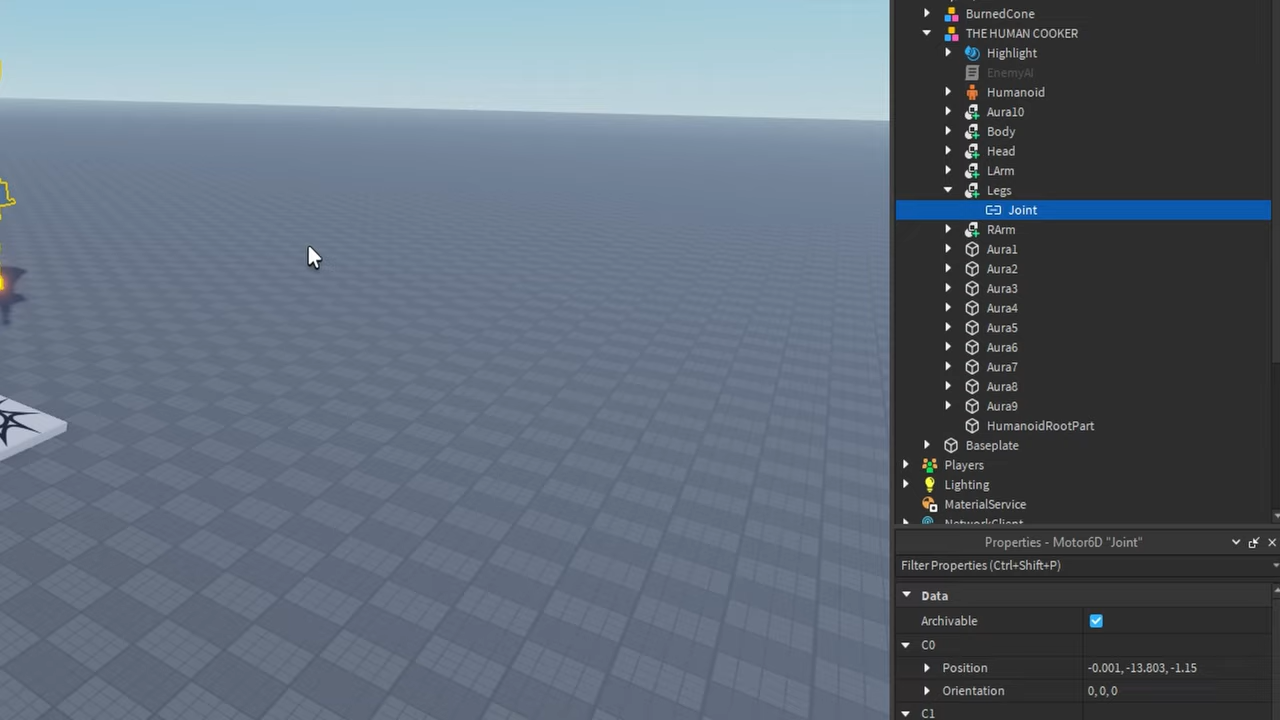 BurnedCone
THE HUMAN COOKER
Highlight
EnemyAI
Humanoid
Aura10
Body
Head
LArm
Legs
Joint
RArm
Aura1
Aura2
Aura3
Aura4
Aura5
Aura6
Aura7
Aura8
Aura9
HumanoidRootPart
Baseplate
Players
Lighting
MaterialService
NetworkClient
Properties - Motor6D "Joint"
Filter Properties (Ctrl+Shift+P)
Data
Archivable
C0
Position -0.001, -13.803, -1.15
Orientation 0, 0, 0
C1